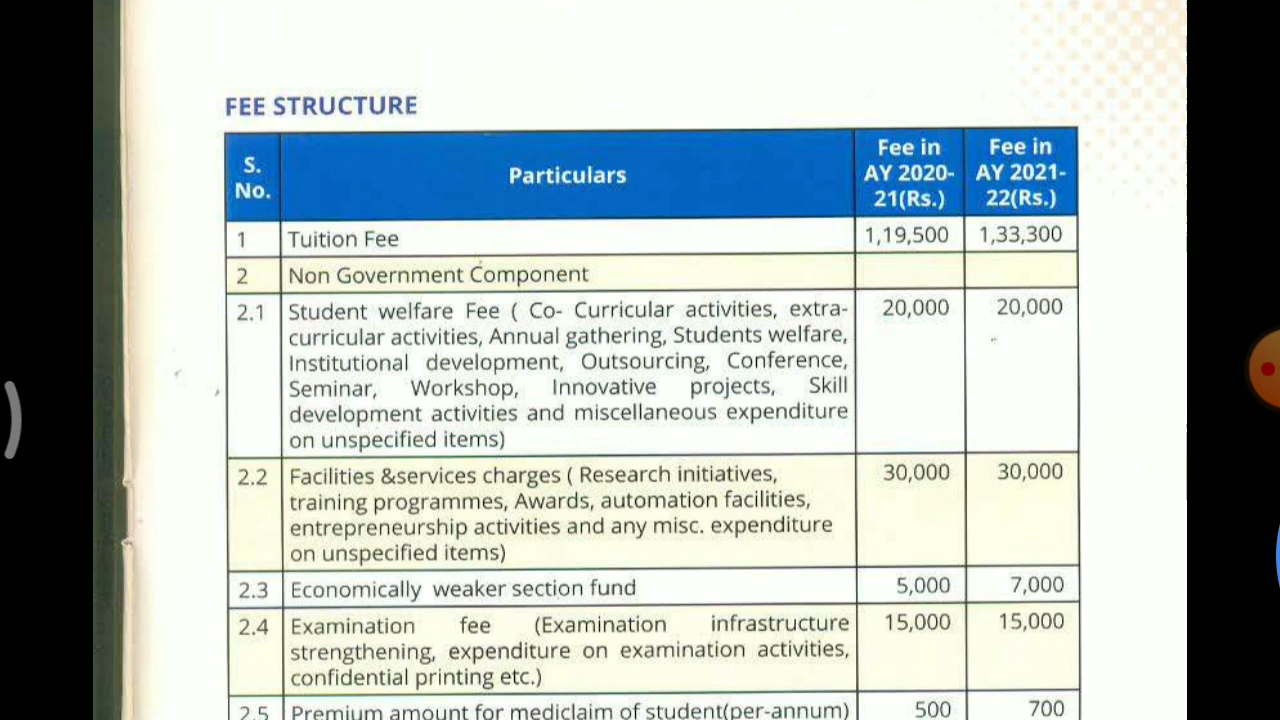 FEE STRUCTURE
S. No. Particulars Fee in AY 2020-21(Rs.) Fee in AY 2021-22(Rs.)
1 Tuition Fee 1,19,500 1,33,300
2 Non Government Component
2.1 Student welfare Fee ( Co- Curricular activities, extra- 20,000 20,000
curricular activities, Annual gathering, Students welfare,
Institutional development, Outsourcing, Conference,
Seminar, Workshop, Innovative projects, Skill
development activities and miscellaneous expenditure
on unspecified items)
2.2 Facilities &services charges ( Research initiatives, 30,000 30,000
training programmes, Awards, automation facilities,
entrepreneurship activities and any misc. expenditure
on unspecified items)
2.3 Economically weaker section fund 5,000 7,000
2.4 Examination fee (Examination infrastructure 15,000 15,000
strengthening, expenditure on examination activities,
confidential printing etc.)
2.5 Premium amount for mediclaim of student(per-annum) 500 700